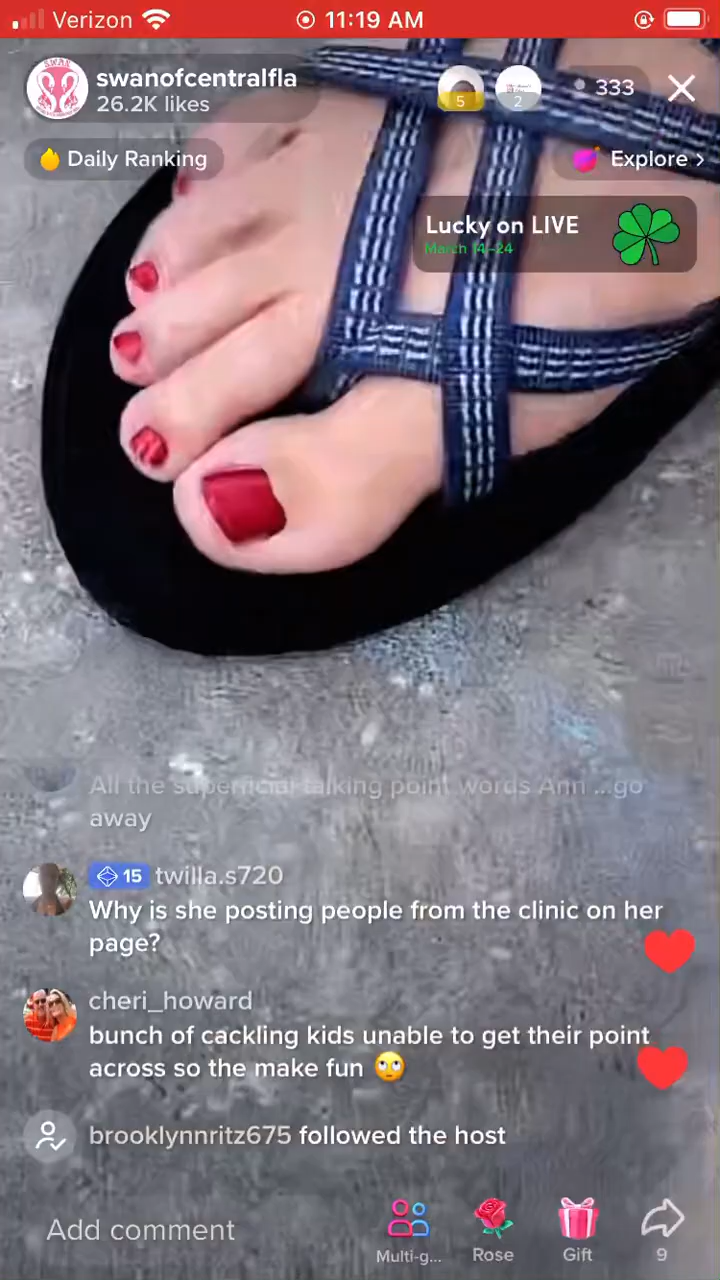 Verizon
11:19 AM
SWAN
swanofcentralfla
26.2K likes
5
2
333
Daily Ranking
Explore >
Lucky on LIVE
March 14-24
All the superficial talking point words Ann ...go
away
15 twilla.s720
Why is she posting people from the clinic on her
page?
cheri_howard
bunch of cackling kids unable to get their point
across so the make fun 🙄
brooklynnritz675 followed the host
Add comment
Multi-g...
Rose
Gift
9